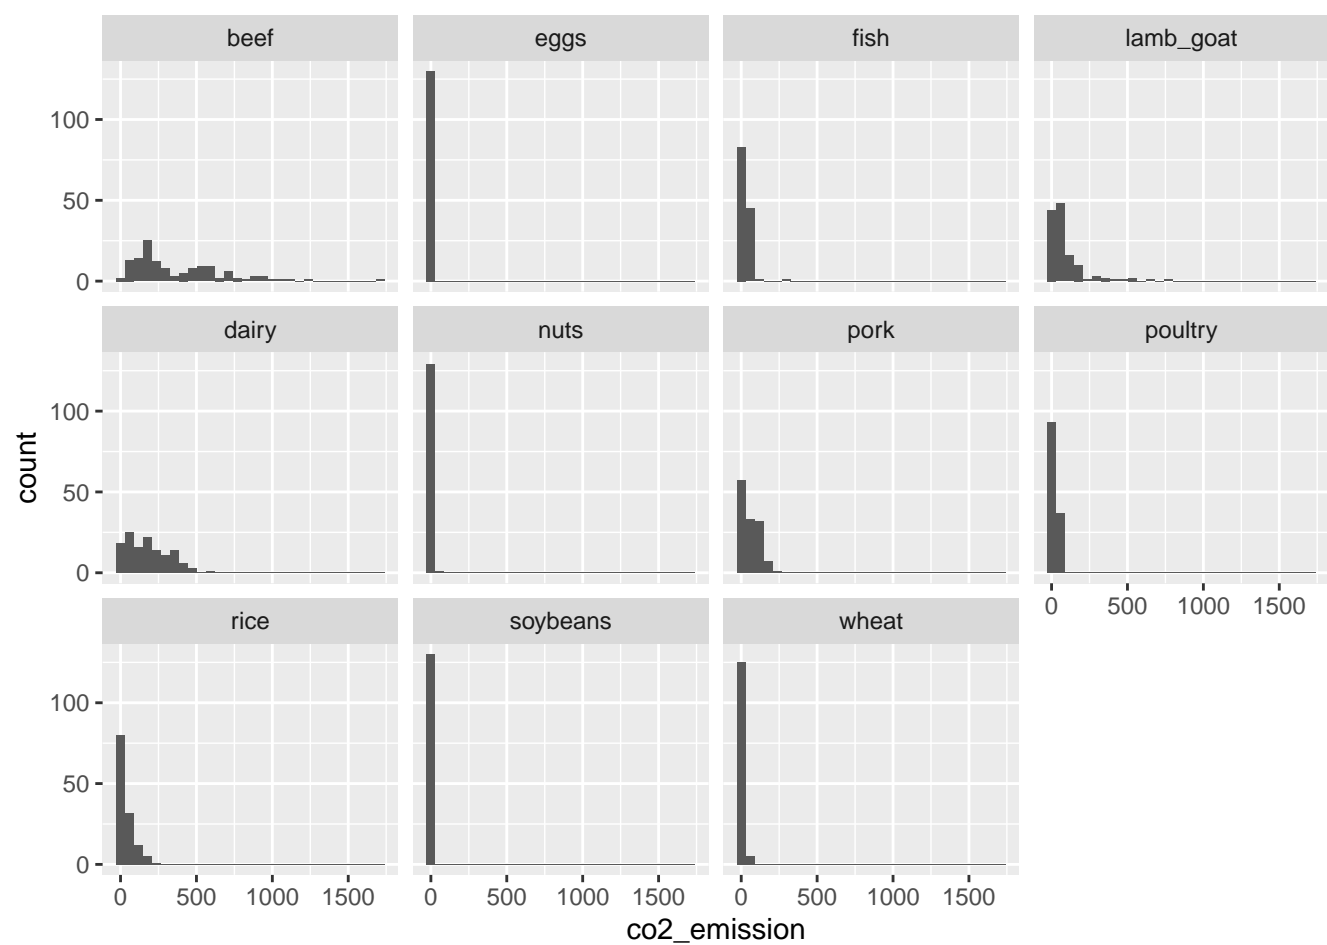 beef eggs fish lamb_goat
100
50
0
dairy nuts pork poultry
100
50
0
0 500 1000 1500
rice soybeans wheat
100
50
0
0 500 1000 1500 0 500 1000 1500 0 500 1000 1500
co2_emission
count